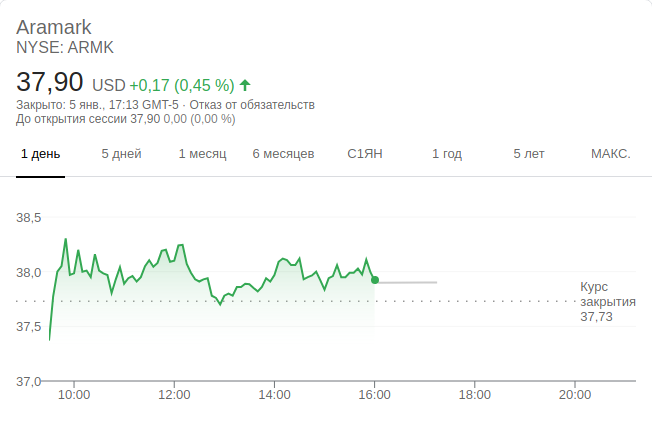 Aramark
NYSE: ARMK
37,90 USD +0,17 (0,45 %)
Закрыто: 5 янв., 17:13 GMT-5 · Отказ от обязательств
До открытия сессии 37,90 0,00 (0,00 %)
1 день 5 дней 1 месяц 6 месяцев С1ЯН 1 год 5 лет МАКС.
38,5
38,0
Курс
закрытия
37,73
37,5
37,0
10:00 12:00 14:00 16:00 18:00 20:00